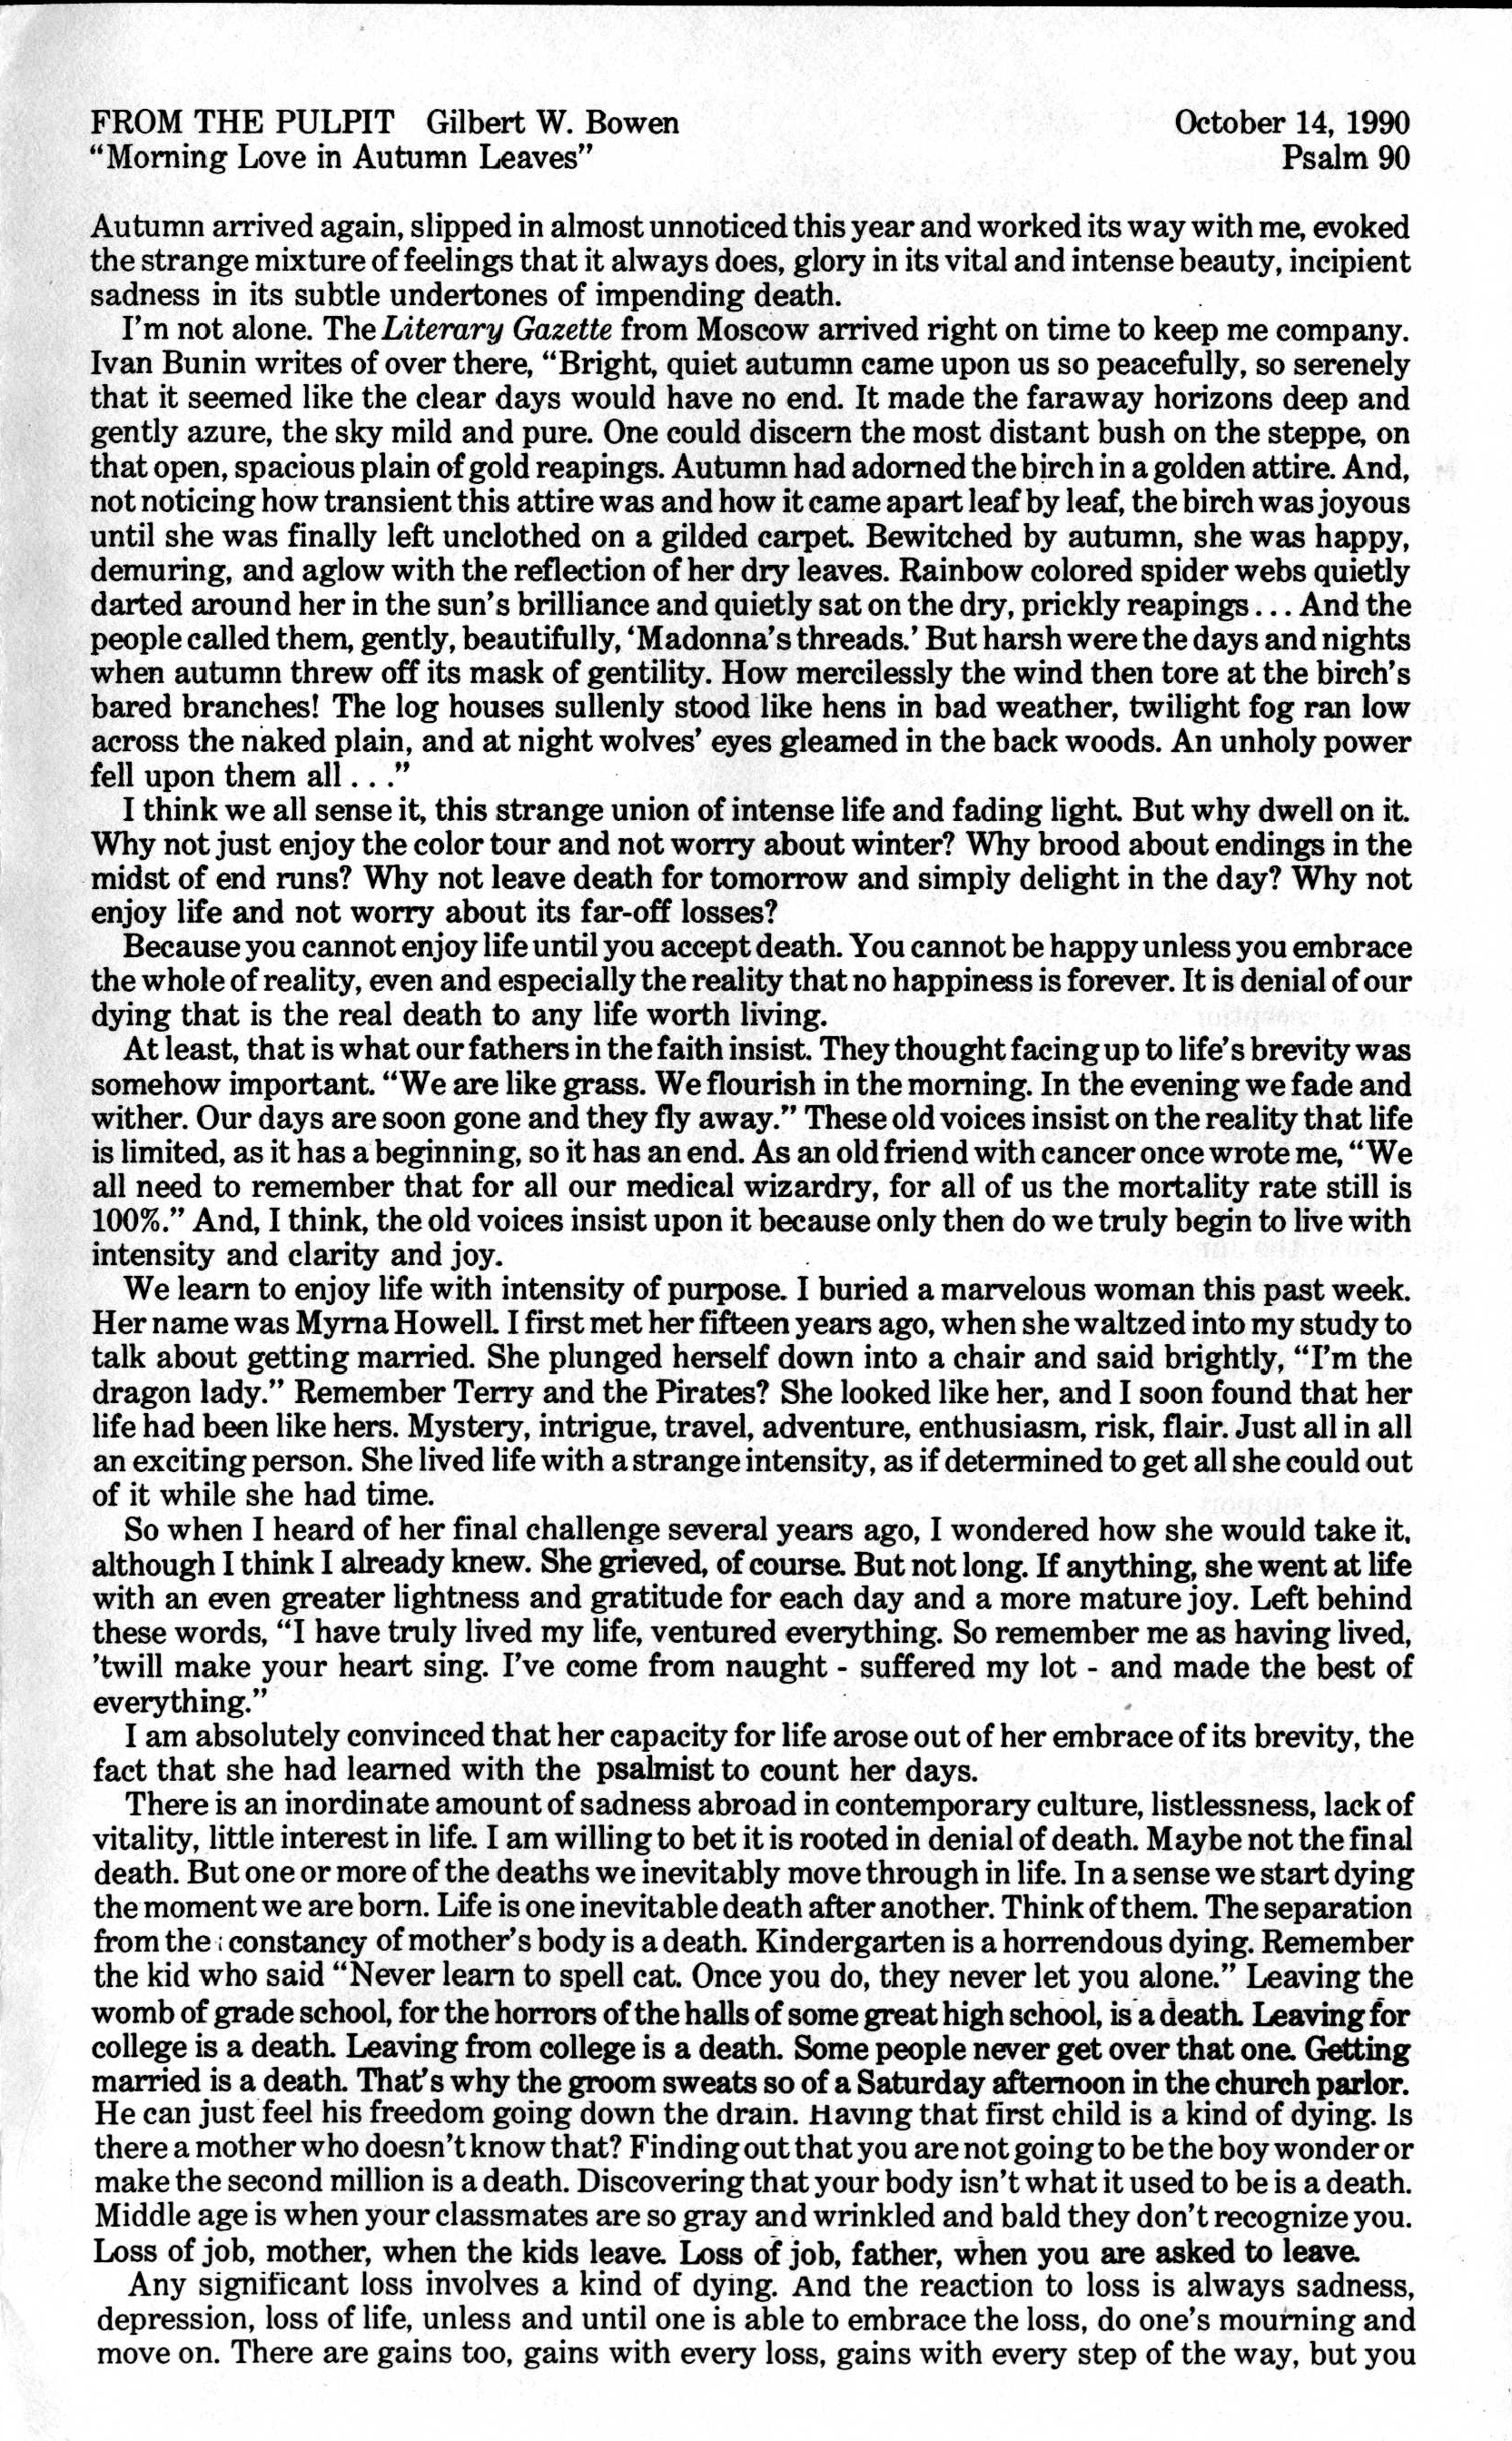 FROM THE PULPIT Gilbert W. Bowen October 14, 1990
“Morning Love in Autumn Leaves” Psalm 90
Autumn arrived again, slipped in almost unnoticed this year and worked its way with me, evoked
the strange mixture of feelings that it always does, glory in its vital and intense beauty, incipient
sadness in its subtle undertones of impending death.
I’m not alone. The Literary Gazette from Moscow arrived right on time to keep me company.
Ivan Bunin writes of over there, “Bright, quiet autumn came upon us so peacefully, so serenely
that it seemed like the clear days would have no end. It made the faraway horizons deep and
gently azure, the sky mild and pure. One could discern the most distant bush on the steppe, on
that open, spacious plain of gold reapings. Autumn had adorned the birch in a golden attire. And,
not noticing how transient this attire was and how it came apart leaf by leaf, the birch was joyous
until she was finally left unclothed on a gilded carpet. Bewitched by autumn, she was happy,
demuring, and aglow with the reflection of her dry leaves. Rainbow colored spider webs quietly
darted around her in the sun’s brilliance and quietly sat on the dry, prickly reapings . . . And the
people called them, gently, beautifully, ‘Madonna’s threads.’ But harsh were the days and nights
when autumn threw off its mask of gentility. How mercilessly the wind then tore at the birch’s
bared branches! The log houses sullenly stood like hens in bad weather, twilight fog ran low
across the naked plain, and at night wolves’ eyes gleamed in the back woods. An unholy power
fell upon them all . . .”
I think we all sense it, this strange union of intense life and fading light. But why dwell on it.
Why not just enjoy the color tour and not worry about winter? Why brood about endings in the
midst of end runs? Why not leave death for tomorrow and simply delight in the day? Why not
enjoy life and not worry about its far-off losses?
Because you cannot enjoy life until you accept death. You cannot be happy unless you embrace
the whole of reality, even and especially the reality that no happiness is forever. It is denial of our
dying that is the real death to any life worth living.
At least, that is what our fathers in the faith insist. They thought facing up to life’s brevity was
somehow important. “We are like grass. We flourish in the morning. In the evening we fade and
wither. Our days are soon gone and they fly away.” These old voices insist on the reality that life
is limited, as it has a beginning, so it has an end. As an old friend with cancer once wrote me, “We
all need to remember that for all our medical wizardry, for all of us the mortality rate still is
100%.” And, I think, the old voices insist upon it because only then do we truly begin to live with
intensity and clarity and joy.
We learn to enjoy life with intensity of purpose. I buried a marvelous woman this past week.
Her name was Myrna Howell. I first met her fifteen years ago, when she waltzed into my study to
talk about getting married. She plunged herself down into a chair and said brightly, “I’m the
dragon lady.” Remember Terry and the Pirates? She looked like her, and I soon found that her
life had been like hers. Mystery, intrigue, travel, adventure, enthusiasm, risk, flair. Just all in all
an exciting person. She lived life with a strange intensity, as if determined to get all she could out
of it while she had time.
So when I heard of her final challenge several years ago, I wondered how she would take it,
although I think I already knew. She grieved, of course. But not long. If anything, she went at life
with an even greater lightness and gratitude for each day and a more mature joy. Left behind
these words, “I have truly lived my life, ventured everything. So remember me as having lived,
’twill make your heart sing. I’ve come from naught - suffered my lot - and made the best of
everything.”
I am absolutely convinced that her capacity for life arose out of her embrace of its brevity, the
fact that she had learned with the psalmist to count her days.
There is an inordinate amount of sadness abroad in contemporary culture, listlessness, lack of
vitality, little interest in life. I am willing to bet it is rooted in denial of death. Maybe not the final
death. But one or more of the deaths we inevitably move through in life. In a sense we start dying
the moment we are born. Life is one inevitable death after another. Think of them. The separation
from the constancy of mother’s body is a death. Kindergarten is a horrendous dying. Remember
the kid who said “Never learn to spell cat. Once you do, they never let you alone.” Leaving the
womb of grade school, for the horrors of the halls of some great high school, is a death. Leaving for
college is a death. Leaving from college is a death. Some people never get over that one. Getting
married is a death. That’s why the groom sweats so of a Saturday afternoon in the church parlor.
He can just feel his freedom going down the drain. Having that first child is a kind of dying. Is
there a mother who doesn’t know that? Finding out that you are not going to be the boy wonder or
make the second million is a death. Discovering that your body isn’t what it used to be is a death.
Middle age is when your classmates are so gray and wrinkled and bald they don’t recognize you.
Loss of job, mother, when the kids leave. Loss of job, father, when you are asked to leave.
Any significant loss involves a kind of dying. And the reaction to loss is always sadness,
depression, loss of life, unless and until one is able to embrace the loss, do one’s mourning and
move on. There are gains too, gains with every loss, gains with every step of the way, but you